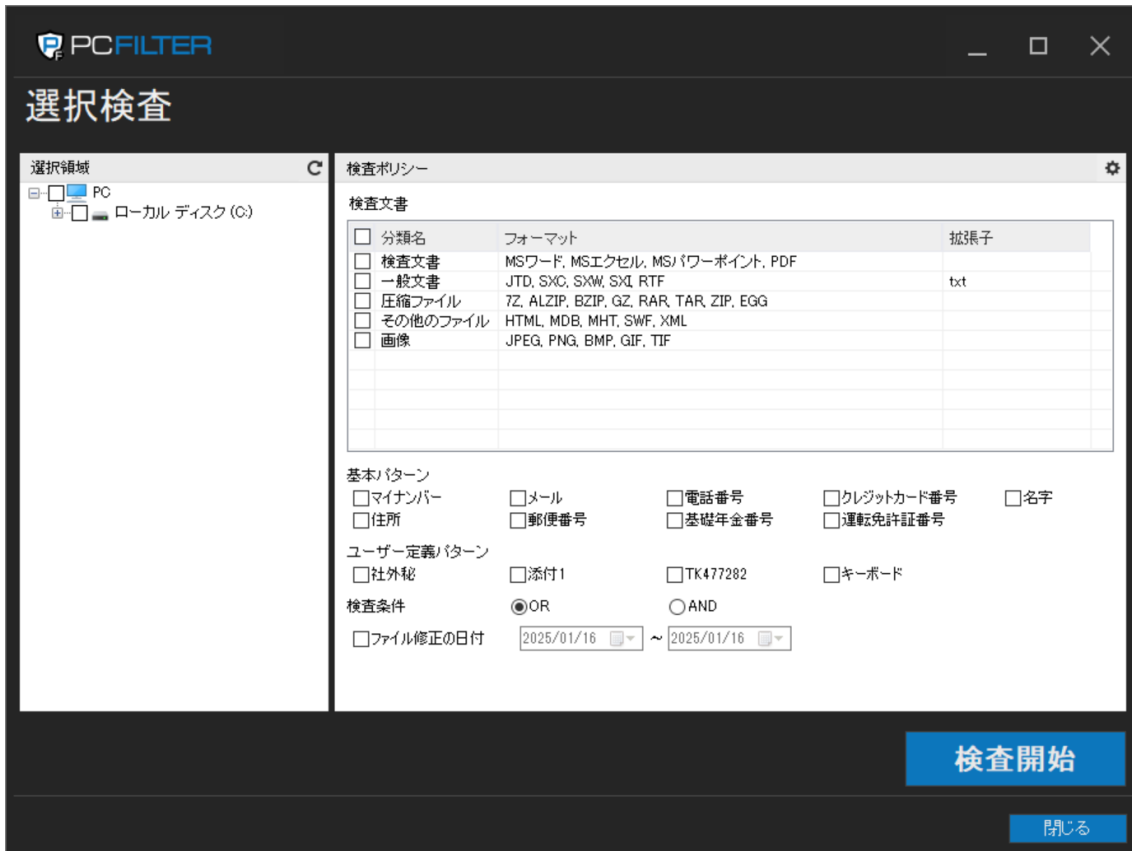 PCFILTER
選択検査
選択領域
PC
ローカル ディスク (C:)
検査ポリシー
検査文書
分類名 フォーマット 拡張子
検査文書 MSワード, MSエクセル, MSパワーポイント, PDF
一般文書 JTD, SXC, SXW, SXI, RTF txt
圧縮ファイル 7Z, ALZIP, BZIP, GZ, RAR, TAR, ZIP, EGG
その他のファイル HTML, MDB, MHT, SWF, XML
画像 JPEG, PNG, BMP, GIF, TIF
基本パターン
マイナンバー メール 電話番号 クレジットカード番号 名字
住所 郵便番号 基礎年金番号 運転免許証番号
ユーザー定義パターン
社外秘 添付1 TK477282 キーボード
検査条件 OR AND
ファイル修正の日付 2025/01/16 ~ 2025/01/16
検査開始
閉じる